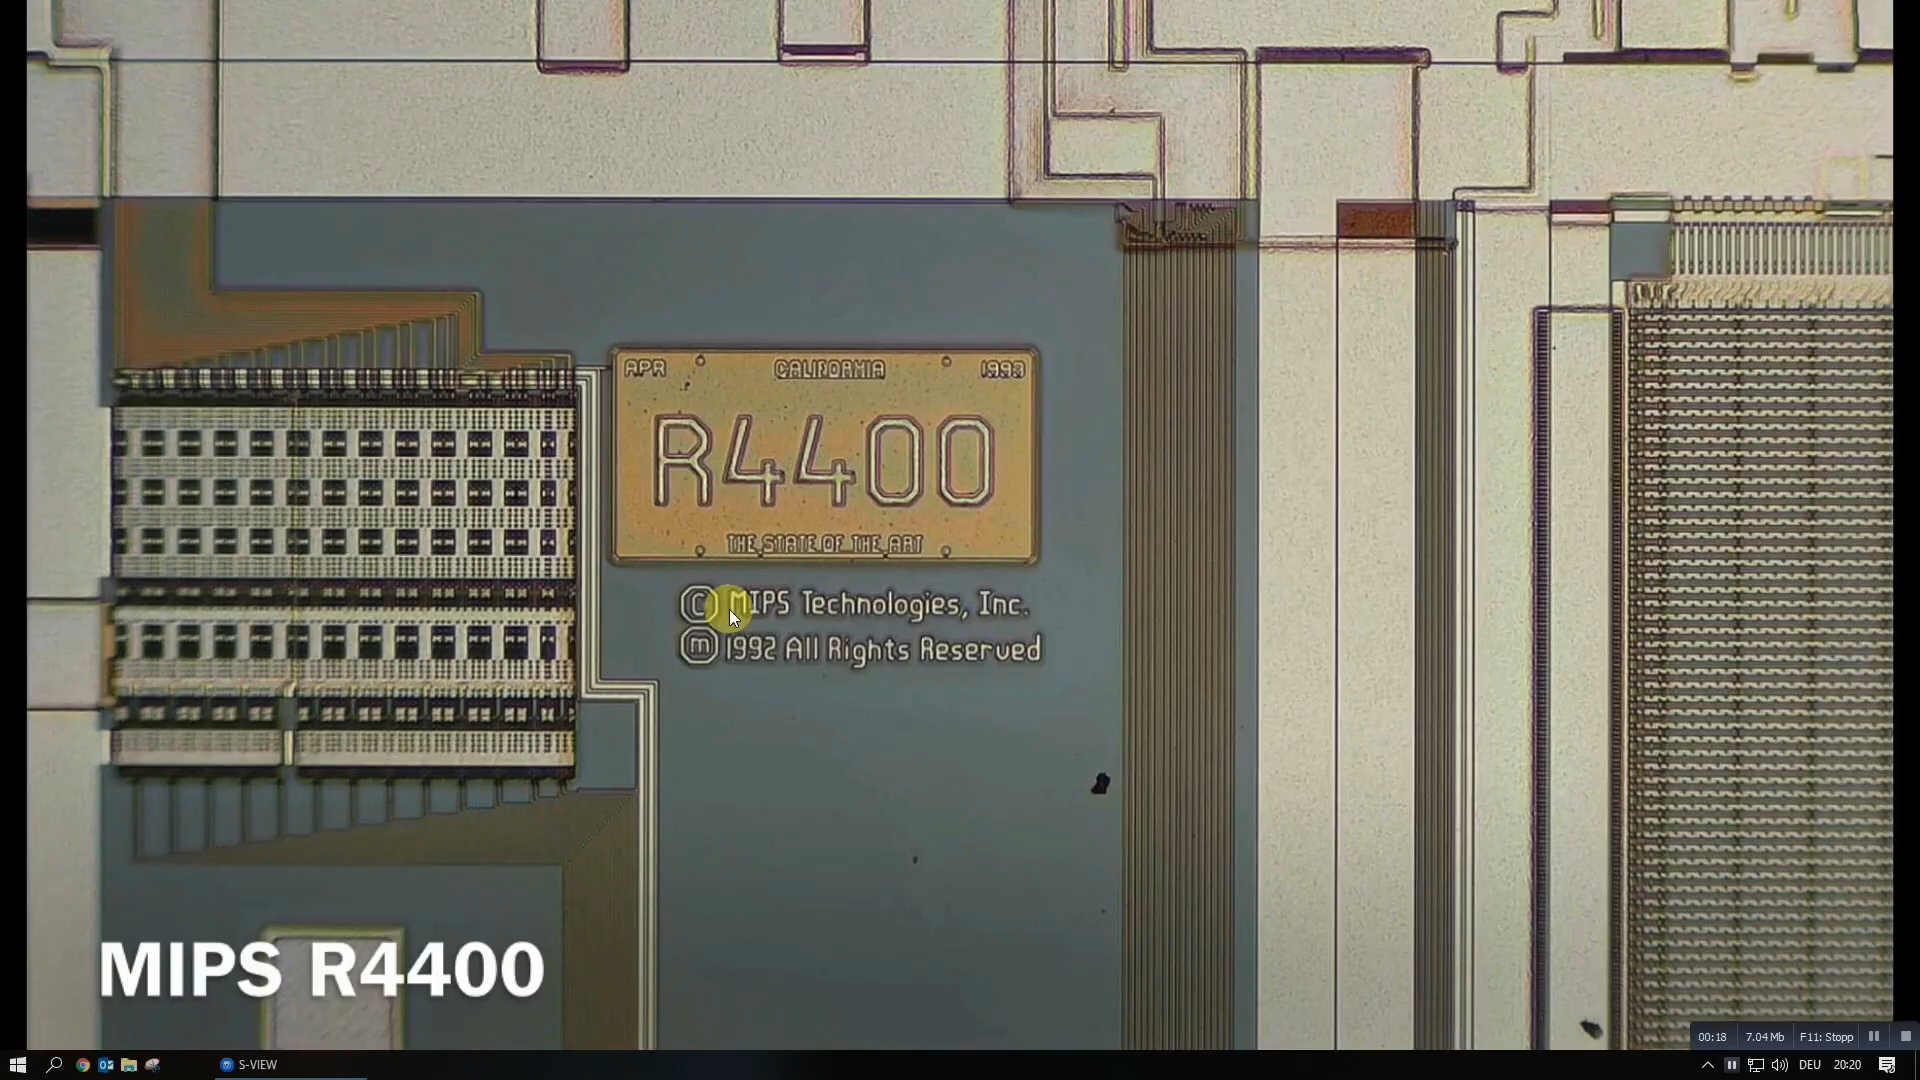 APR CALIFORNIA 1993
R4400
THE STATE OF THE ART
© MIPS Technologies, Inc.
ⓜ 1992 All Rights Reserved
MIPS R4400
00:18 7.04 Mb F11: Stopp
S-VIEW DEU 20:20